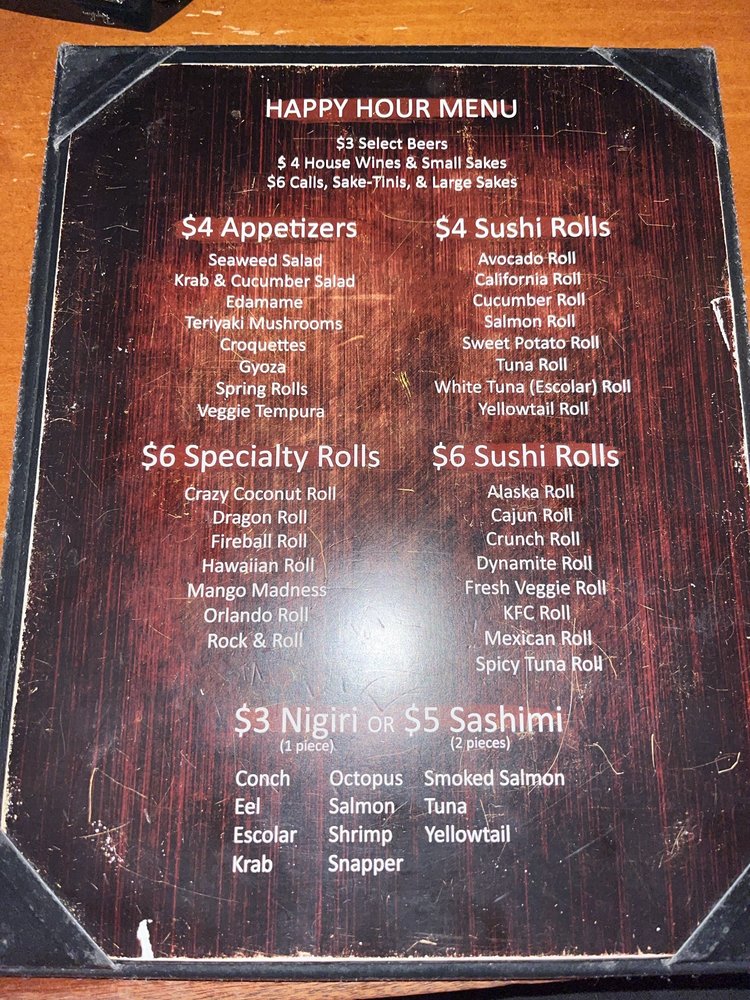 HAPPY HOUR MENU
$3 Select Beers
$ 4 House Wines & Small Sakes
$6 Calls, Sake-Tinis, & Large Sakes
$4 Appetizers
Seaweed Salad
Krab & Cucumber Salad
Edamame
Teriyaki Mushrooms
Croquettes
Gyoza
Spring Rolls
Veggie Tempura
$4 Sushi Rolls
Avocado Roll
California Roll
Cucumber Roll
Salmon Roll
Sweet Potato Roll
Tuna Roll
White Tuna (Escolar) Roll
Yellowtail Roll
$6 Specialty Rolls
Crazy Coconut Roll
Dragon Roll
Fireball Roll
Hawaiian Roll
Mango Madness
Orlando Roll
Rock & Roll
$6 Sushi Rolls
Alaska Roll
Cajun Roll
Crunch Roll
Dynamite Roll
Fresh Veggie Roll
KFC Roll
Mexican Roll
Spicy Tuna Roll
$3 Nigiri OR $5 Sashimi
(1 piece) (2 pieces)
Conch Octopus Smoked Salmon
Eel Salmon Tuna
Escolar Shrimp Yellowtail
Krab Snapper